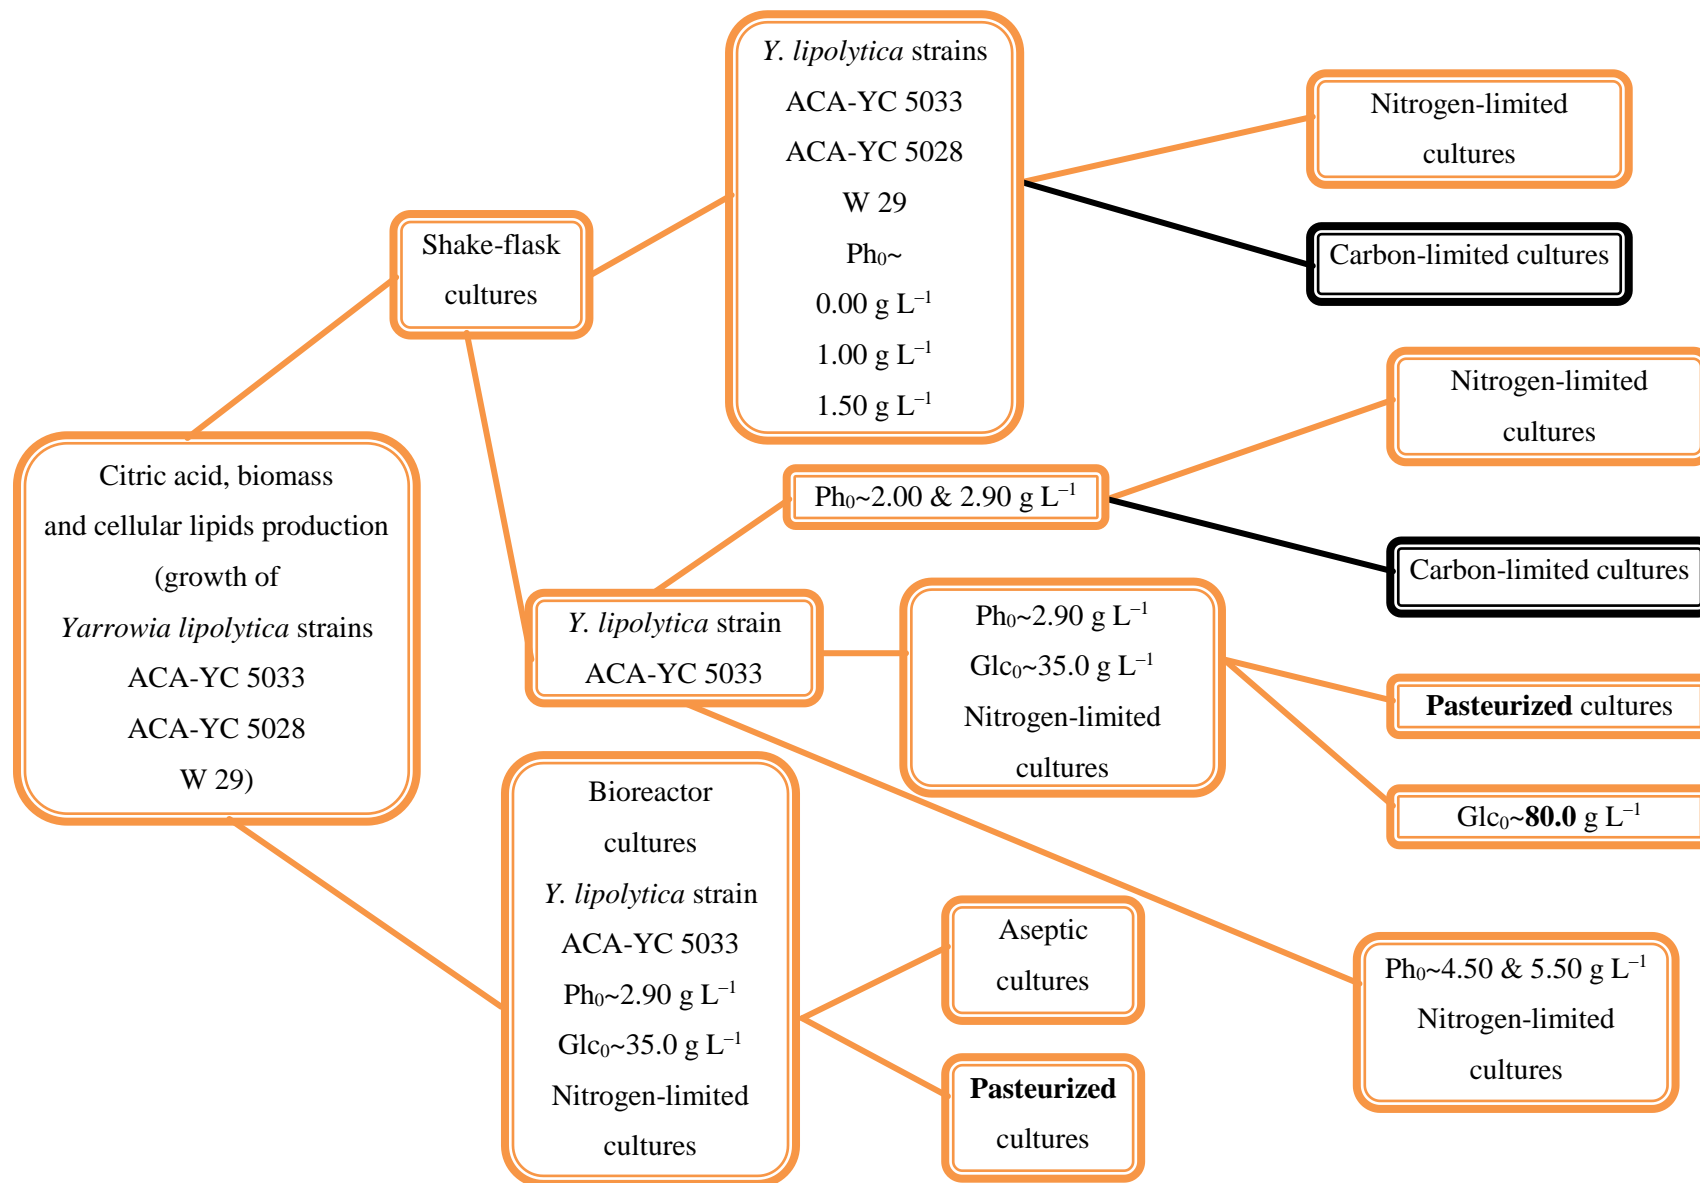 Citric acid, biomass
and cellular lipids production
(growth of
Yarrowia lipolytica strains
ACA-YC 5033
ACA-YC 5028
W 29)
Shake-flask
cultures
Y. lipolytica strains
ACA-YC 5033
ACA-YC 5028
W 29
Ph₀~
0.00 g L⁻¹
1.00 g L⁻¹
1.50 g L⁻¹
Nitrogen-limited
cultures
Carbon-limited cultures
Y. lipolytica strain
ACA-YC 5033
Ph₀~2.00 & 2.90 g L⁻¹
Nitrogen-limited
cultures
Carbon-limited cultures
Ph₀~2.90 g L⁻¹
Glc₀~35.0 g L⁻¹
Nitrogen-limited
cultures
Pasteurized cultures
Glc₀~80.0 g L⁻¹
Ph₀~4.50 & 5.50 g L⁻¹
Nitrogen-limited
cultures
Bioreactor
cultures
Y. lipolytica strain
ACA-YC 5033
Ph₀~2.90 g L⁻¹
Glc₀~35.0 g L⁻¹
Nitrogen-limited
cultures
Aseptic
cultures
Pasteurized
cultures